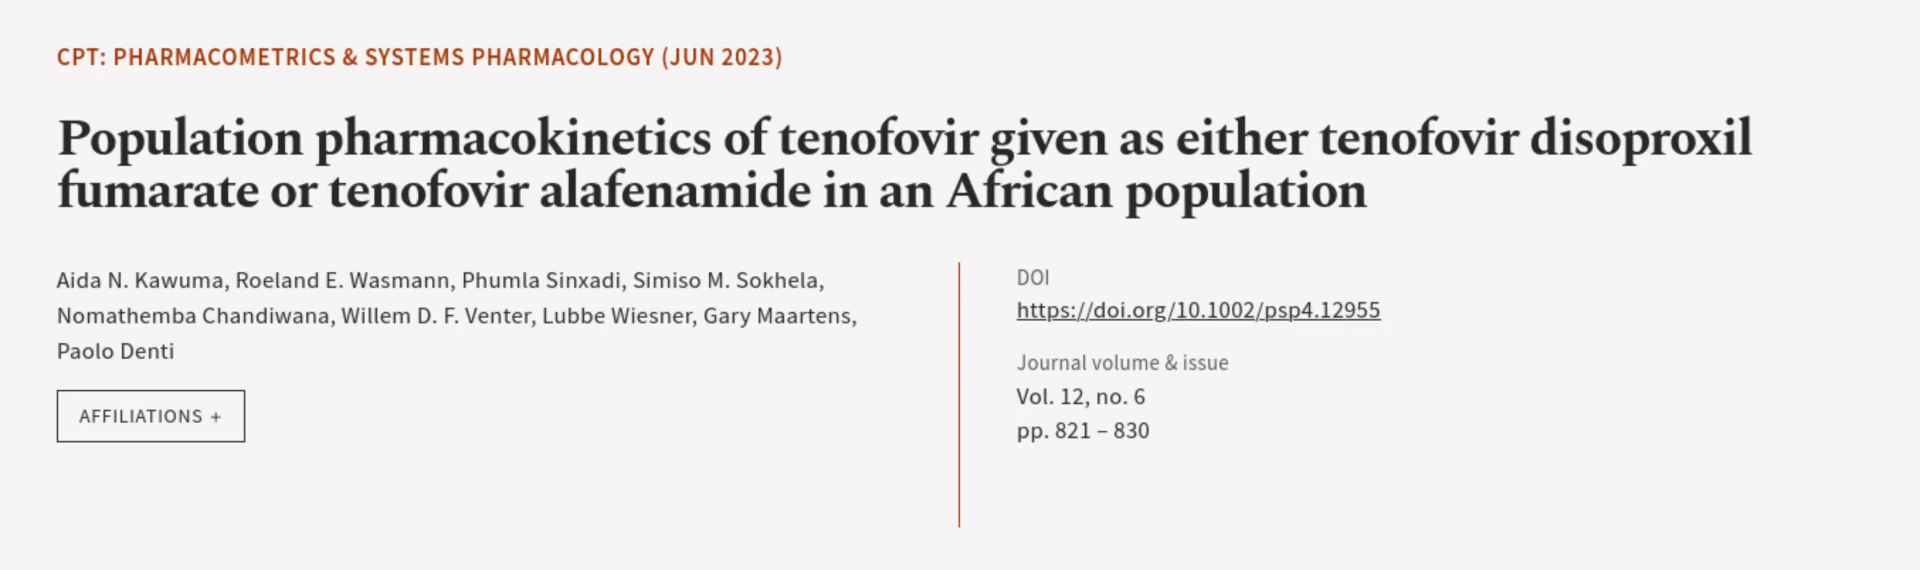 CPT: PHARMACOMETRICS & SYSTEMS PHARMACOLOGY (JUN 2023)
Population pharmacokinetics of tenofovir given as either tenofovir disoproxil
fumarate or tenofovir alafenamide in an African population
Aida N. Kawuma, Roeland E. Wasmann, Phumla Sinxadi, Simiso M. Sokhela,
Nomathemba Chandiwana, Willem D. F. Venter, Lubbe Wiesner, Gary Maartens,
Paolo Denti
AFFILIATIONS +
DOI
https://doi.org/10.1002/psp4.12955
Journal volume & issue
Vol. 12, no. 6
pp. 821 – 830